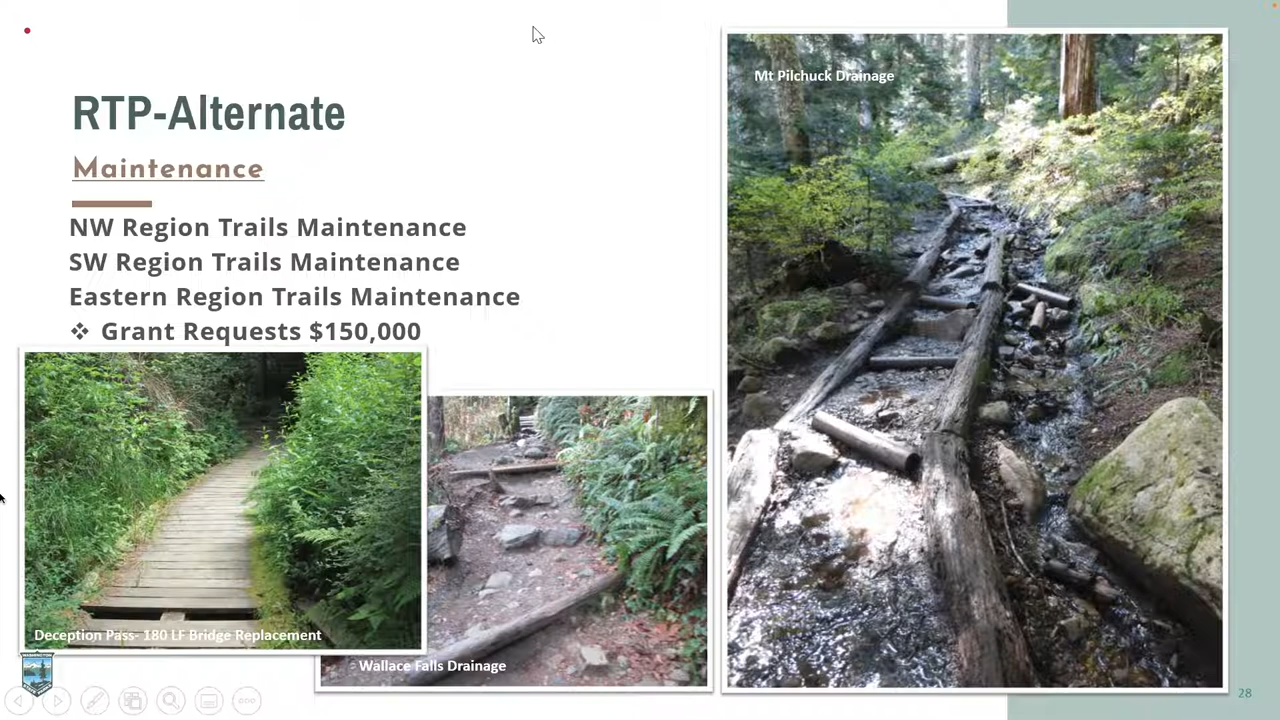 RTP-Alternate
Maintenance
NW Region Trails Maintenance
SW Region Trails Maintenance
Eastern Region Trails Maintenance
❖ Grant Requests $150,000
Mt Pilchuck Drainage
Deception Pass- 180 LF Bridge Replacement
Wallace Falls Drainage
WASHINGTON
28